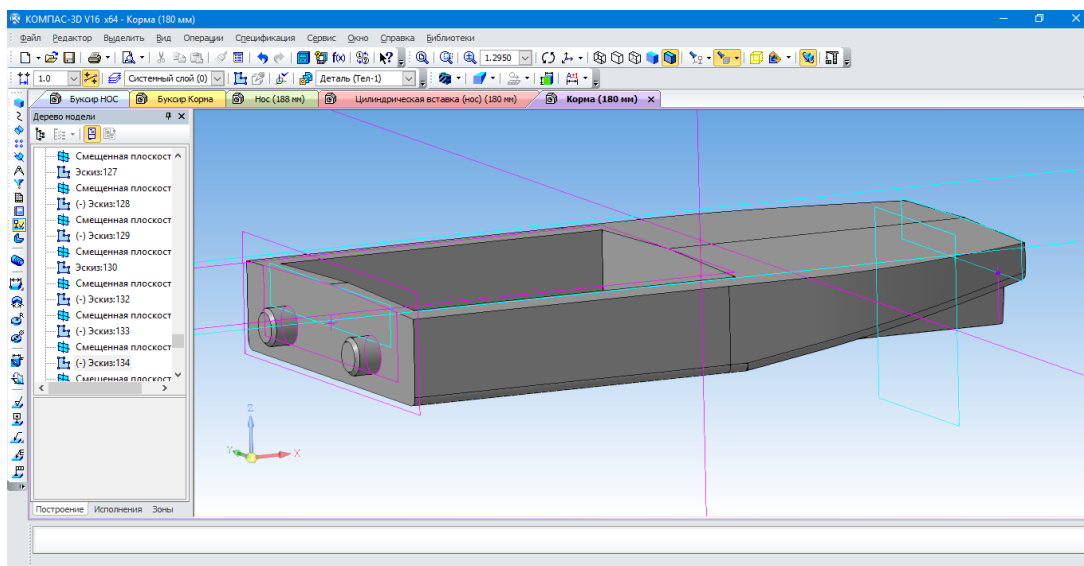 КОМПАС-3D V16 x64 - Корма (180 мм)
Файл Редактор Выделить Вид Операции Спецификация Сервис Окно Справка Библиотеки
1.2950
1.0 Системный слой (0) Деталь (Тел-1)
Буксир НОС Буксир Корма Нос (188 мм) Цилиндрическая вставка (нос) (180 мм) Корма (180 мм)
Дерево модели
Смещенная плоскост
Эскиз:127
Смещенная плоскост
(-) Эскиз:128
Смещенная плоскост
(-) Эскиз:129
Смещенная плоскост
Эскиз:130
Смещенная плоскост
(-) Эскиз:132
Смещенная плоскост
(-) Эскиз:133
Смещенная плоскост
(-) Эскиз:134
Смещенная плоскост
Z
Y X
Построение Исполнения Зоны